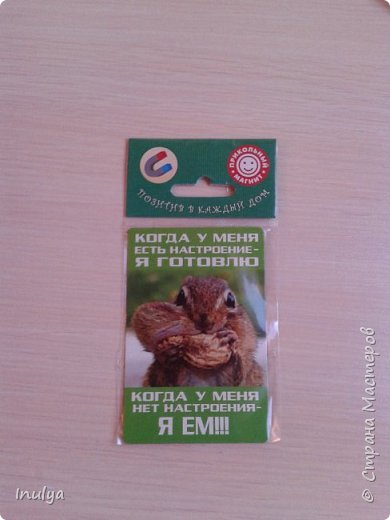 ПРИКОЛЬНЫЙ
МАГНИТ
ПОЗИТИВ В КАЖДЫЙ ДОМ
КОГДА У МЕНЯ
ЕСТЬ НАСТРОЕНИЕ-
Я ГОТОВЛЮ
КОГДА У МЕНЯ
НЕТ НАСТРОЕНИЯ-
Я ЕМ!!!
Inulya
© Страна Мастеров